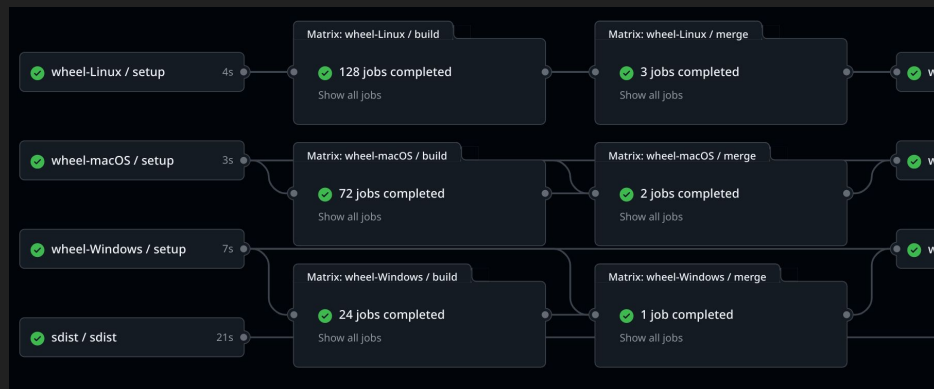 wheel-Linux / setup 4s
Matrix: wheel-Linux / build
128 jobs completed
Show all jobs
Matrix: wheel-Linux / merge
3 jobs completed
Show all jobs
wheel-macOS / setup 3s
Matrix: wheel-macOS / build
72 jobs completed
Show all jobs
Matrix: wheel-macOS / merge
2 jobs completed
Show all jobs
wheel-Windows / setup 7s
Matrix: wheel-Windows / build
24 jobs completed
Show all jobs
Matrix: wheel-Windows / merge
1 job completed
Show all jobs
sdist / sdist 21s